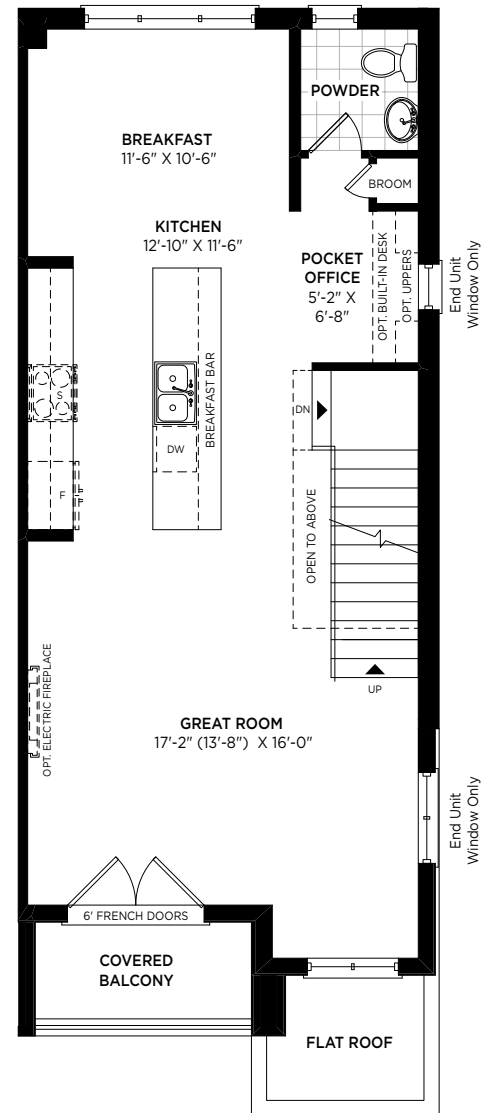 POWDER
BREAKFAST
11'-6" X 10'-6"
BROOM
KITCHEN
12'-10" X 11'-6"
POCKET
OFFICE
5'-2" X
6'-8"
OPT. BUILT-IN DESK
OPT. UPPERS
End Unit
Window Only
S
BREAKFAST BAR
DN
DW
F
OPEN TO ABOVE
UP
OPT. ELECTRIC FIREPLACE
GREAT ROOM
17'-2" (13'-8") X 16'-0"
End Unit
Window Only
6' FRENCH DOORS
COVERED
BALCONY
FLAT ROOF